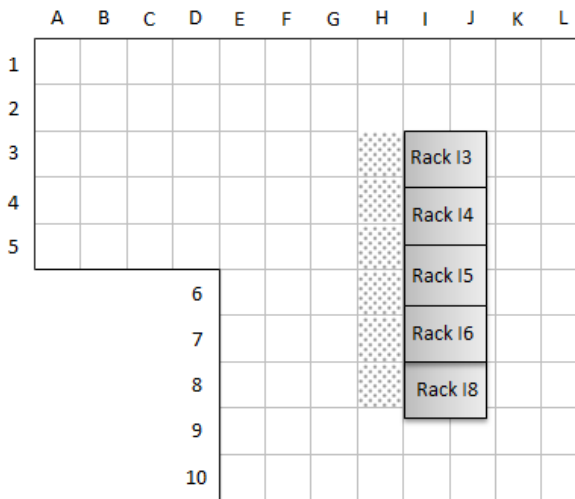 A B C D E F G H I J K L
1
2
3 Rack I3
4 Rack I4
5 Rack I5
6
7 Rack I6
8 Rack I8
9
10